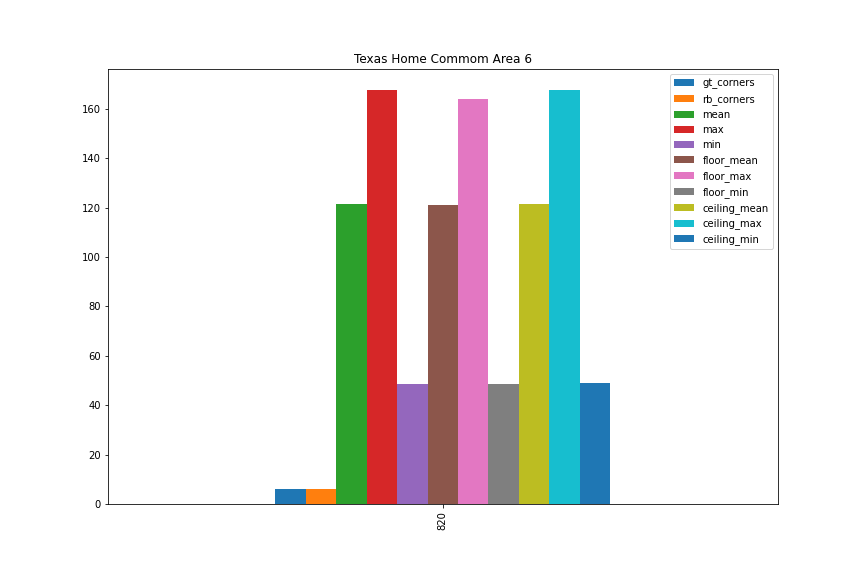 Texas Home Commom Area 6
gt_corners
rb_corners
mean
max
min
floor_mean
floor_max
floor_min
ceiling_mean
ceiling_max
ceiling_min
160
140
120
100
80
60
40
20
0
820